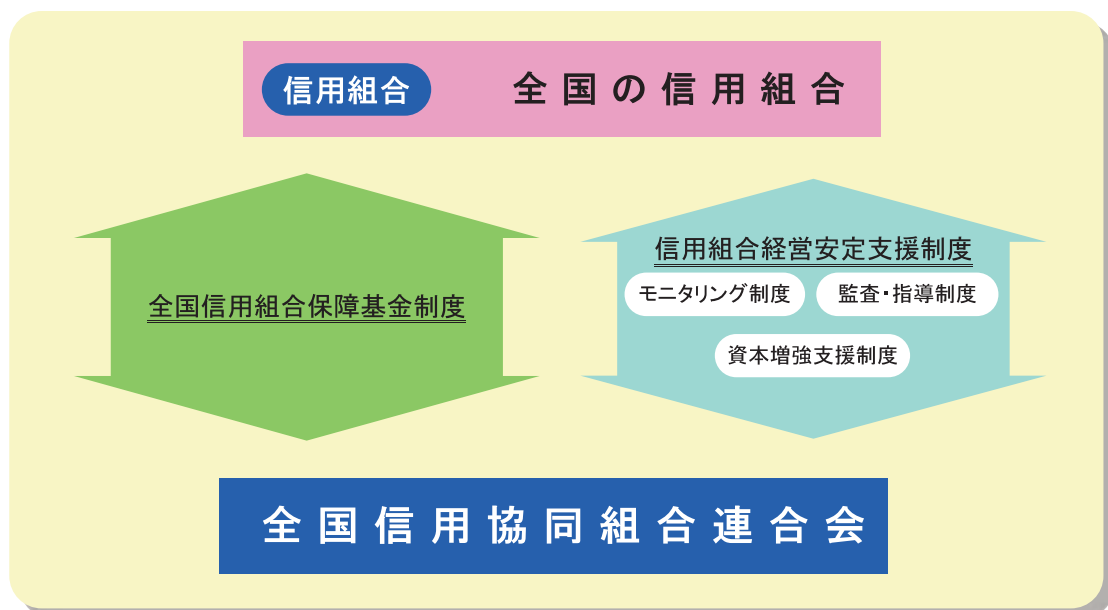 信用組合
全国の信用組合
全国信用組合保障基金制度
信用組合経営安定支援制度
モニタリング制度
監査・指導制度
資本増強支援制度
全国信用協同組合連合会